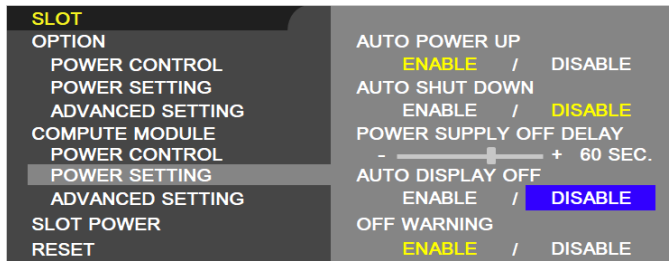 SLOT
OPTION
POWER CONTROL
POWER SETTING
ADVANCED SETTING
COMPUTE MODULE
POWER CONTROL
POWER SETTING
ADVANCED SETTING
SLOT POWER
RESET
AUTO POWER UP
ENABLE / DISABLE
AUTO SHUT DOWN
ENABLE / DISABLE
POWER SUPPLY OFF DELAY
- + 60 SEC.
AUTO DISPLAY OFF
ENABLE / DISABLE
OFF WARNING
ENABLE / DISABLE